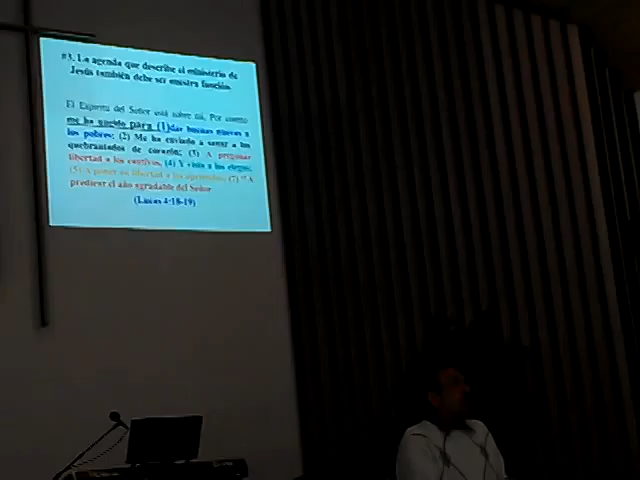 #3. La agenda que describe el ministerio de
Jesús también debe ser nuestra función.
El Espíritu del Señor está sobre mí, Por cuanto
me ha ungido para (1)dar buenas nuevas a
los pobres; (2) Me ha enviado a sanar a los
quebrantados de corazón; (3) A pregonar
libertad a los cautivos, (4) Y vista a los ciegos;
(5) A poner en libertad a los oprimidos; (7) A
predicar el año agradable del Señor
(Lucas 4:18-19)